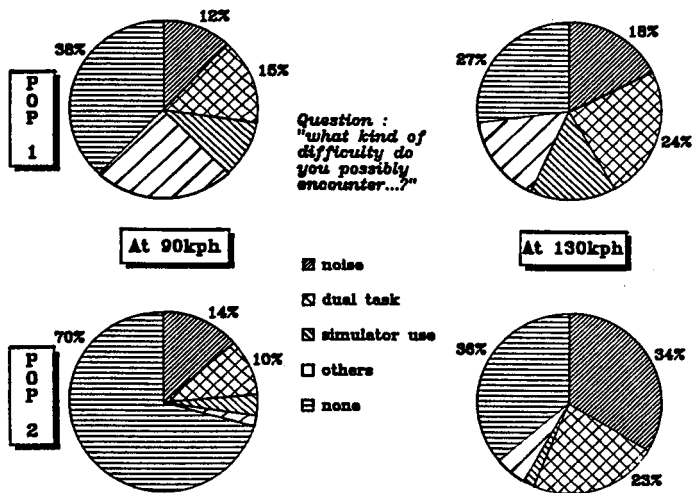 12%
38%
15%
POP 1
18%
27%
24%
Question :
"what kind of
difficulty do
you possibly
encounter...?"
At 90kph
At 130kph
noise
dual task
simulator use
others
none
14%
70%
10%
POP 2
34%
36%
23%